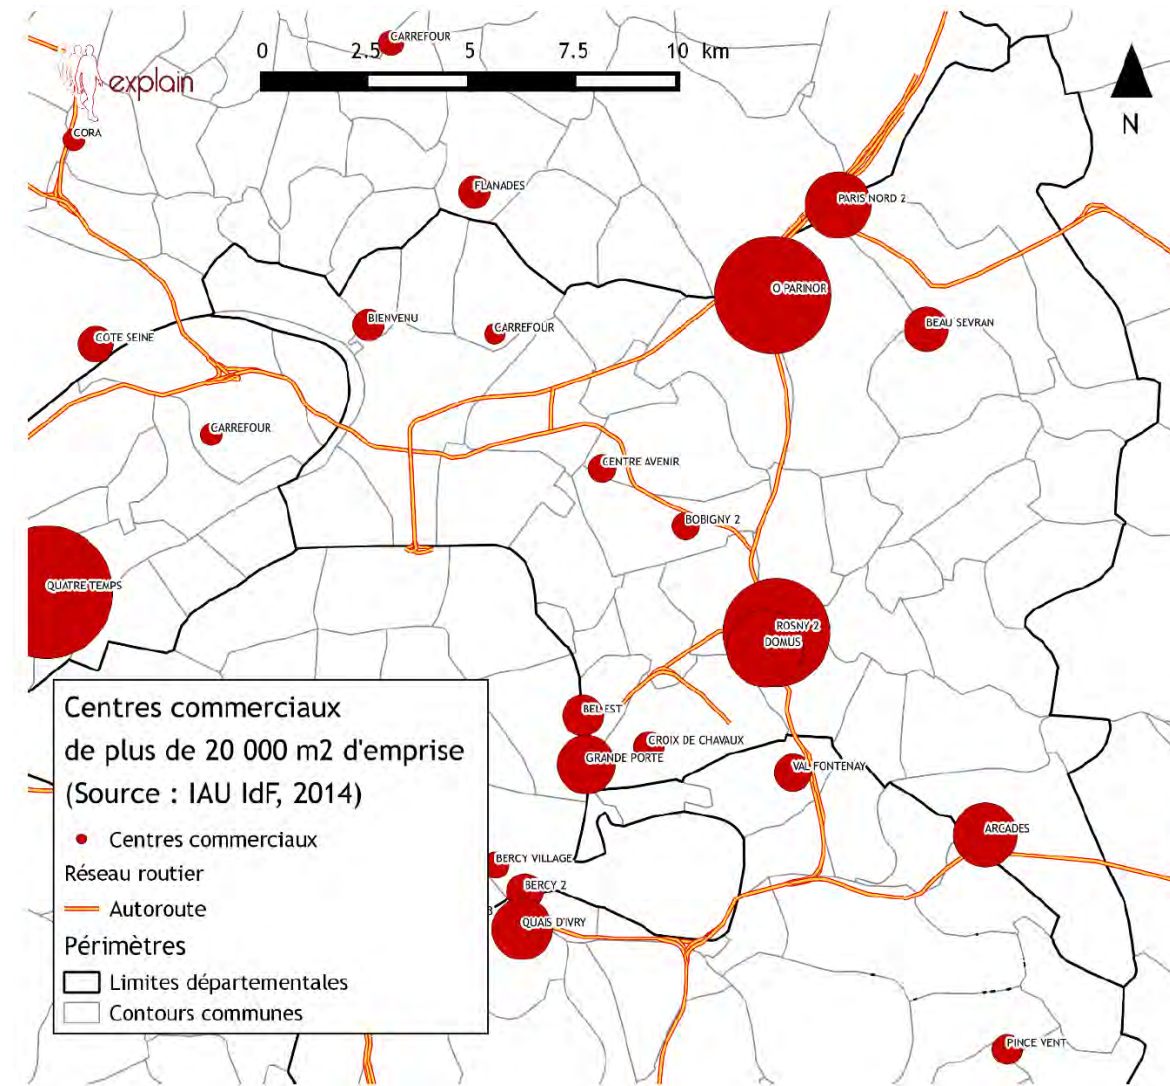 CARREFOUR
0 2.5 5 7.5 10 km
explain
N
CORA
FLANADES
PARIS NORD 2
O PARINOR
BIENVENU
CARREFOUR
BEAU SEVRAN
COTE SEINE
CARREFOUR
CENTRE AVENIR
BOBIGNY 2
QUATRE TEMPS
ROSNY 2
DOMUS
BEL EST
CROIX DE CHAVAUX
GRANDE PORTE
VAL FONTENAY
ARCADES
BERCY VILLAGE
BERCY 2
QUAIS D'IVRY
PINCE VENT
Centres commerciaux
de plus de 20 000 m2 d'emprise
(Source : IAU IdF, 2014)
Centres commerciaux
Réseau routier
Autoroute
Périmètres
Limites départementales
Contours communes